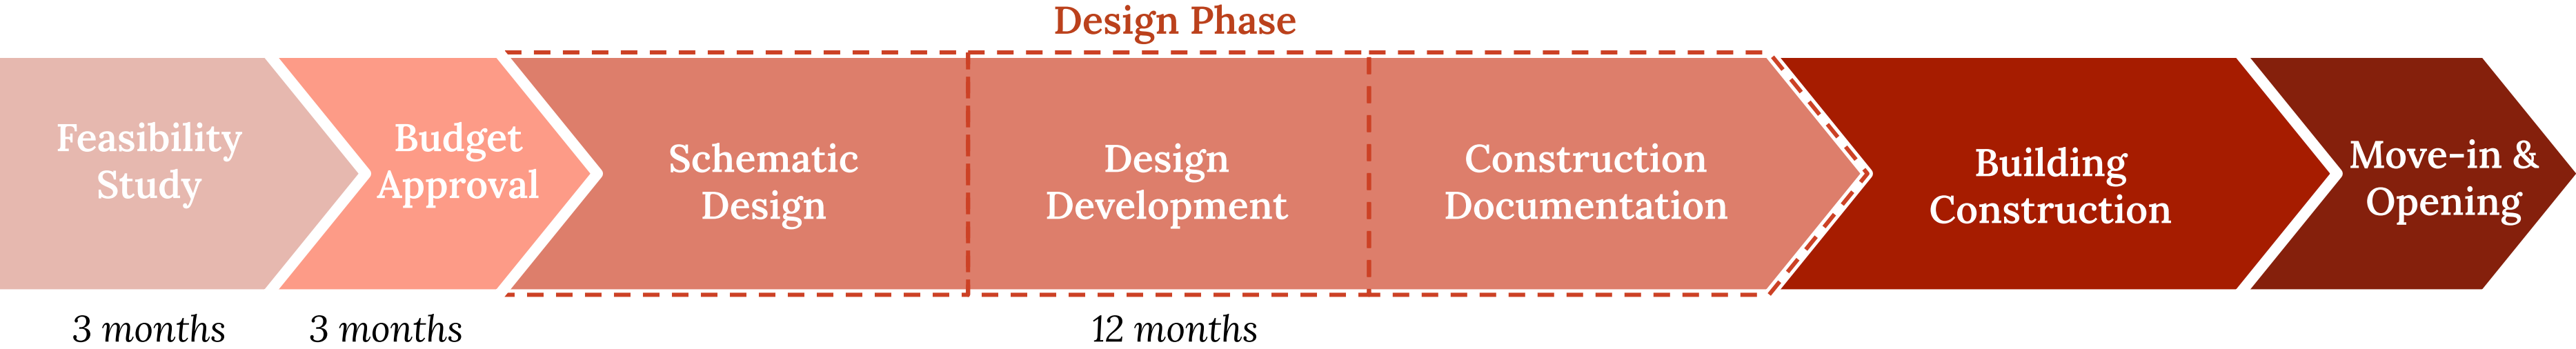 Design Phase
Feasibility
Study
Budget
Approval
Schematic
Design
Design
Development
Construction
Documentation
Building
Construction
Move-in &
Opening
3 months
3 months
12 months